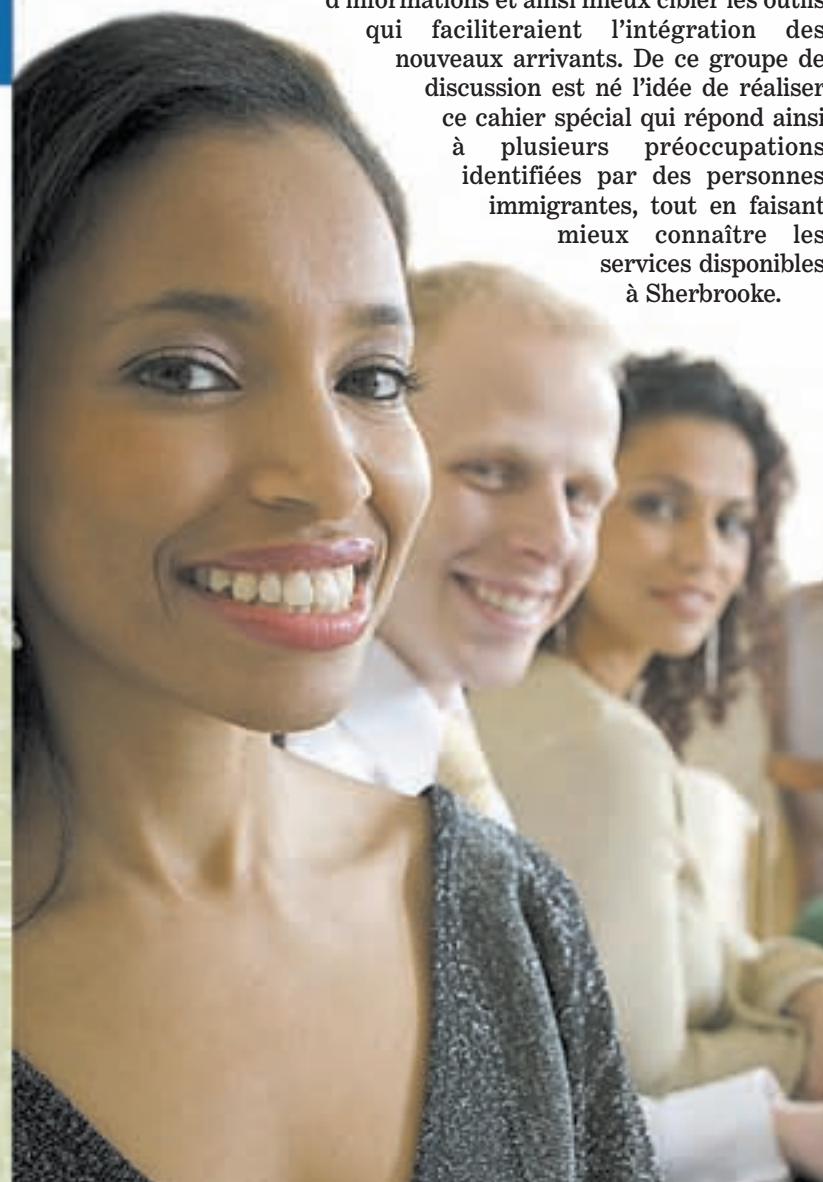 d'informations et ainsi mieux cibler les outils
qui faciliteraient l'intégration des
nouveaux arrivants. De ce groupe de
discussion est né l'idée de réaliser
ce cahier spécial qui répond ainsi
à plusieurs préoccupations
identifiées par des personnes
immigrantes, tout en faisant
mieux connaître les
services disponibles
à Sherbrooke.